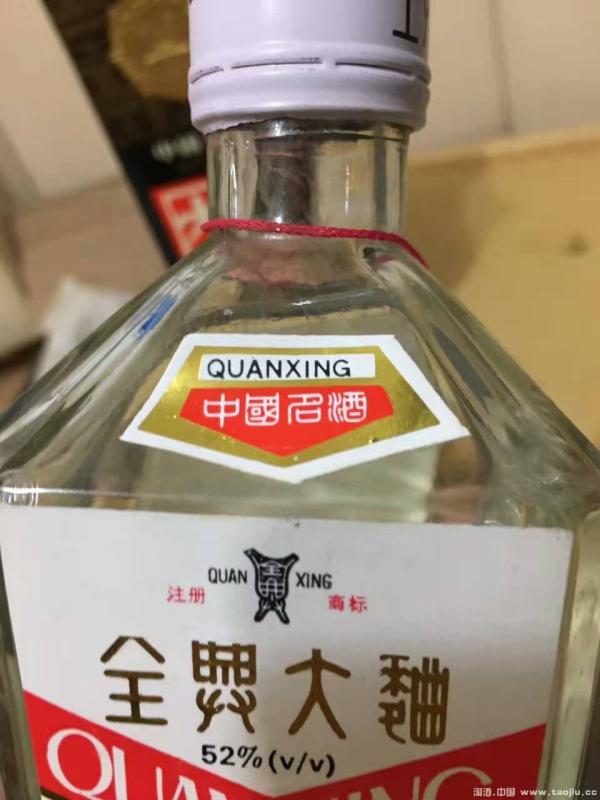 QUANXING
中國名酒
QUAN XING
注册 商标
全興大麯
52%(v/v)
QUANXING
淘酒.中国 www.taojiu.cc